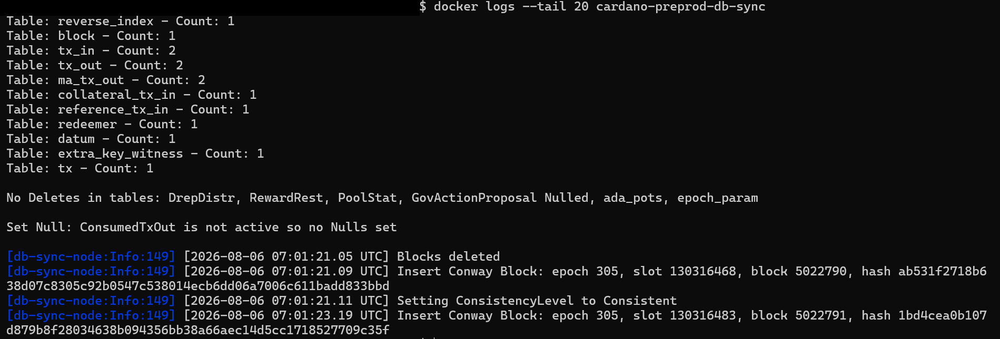 $ docker logs --tail 20 cardano-preprod-db-sync
Table: reverse_index - Count: 1
Table: block - Count: 1
Table: tx_in - Count: 2
Table: tx_out - Count: 2
Table: ma_tx_out - Count: 2
Table: collateral_tx_in - Count: 1
Table: reference_tx_in - Count: 1
Table: redeemer - Count: 1
Table: datum - Count: 1
Table: extra_key_witness - Count: 1
Table: tx - Count: 1
No Deletes in tables: DrepDistr, RewardRest, PoolStat, GovActionProposal Nulled, ada_pots, epoch_param
Set Null: ConsumedTxOut is not active so no Nulls set
[db-sync-node:Info:149] [2026-08-06 07:01:21.05 UTC] Blocks deleted
[db-sync-node:Info:149] [2026-08-06 07:01:21.09 UTC] Insert Conway Block: epoch 305, slot 130316468, block 5022790, hash ab531f2718b6
38d07c8305c92b0547c538014ecb6dd06a7006c611badd833bbd
[db-sync-node:Info:149] [2026-08-06 07:01:21.11 UTC] Setting ConsistencyLevel to Consistent
[db-sync-node:Info:149] [2026-08-06 07:01:23.19 UTC] Insert Conway Block: epoch 305, slot 130316483, block 5022791, hash 1bd4cea0b107
d879b8f28034638b094356bb38a66aec14d5cc1718527709c35f